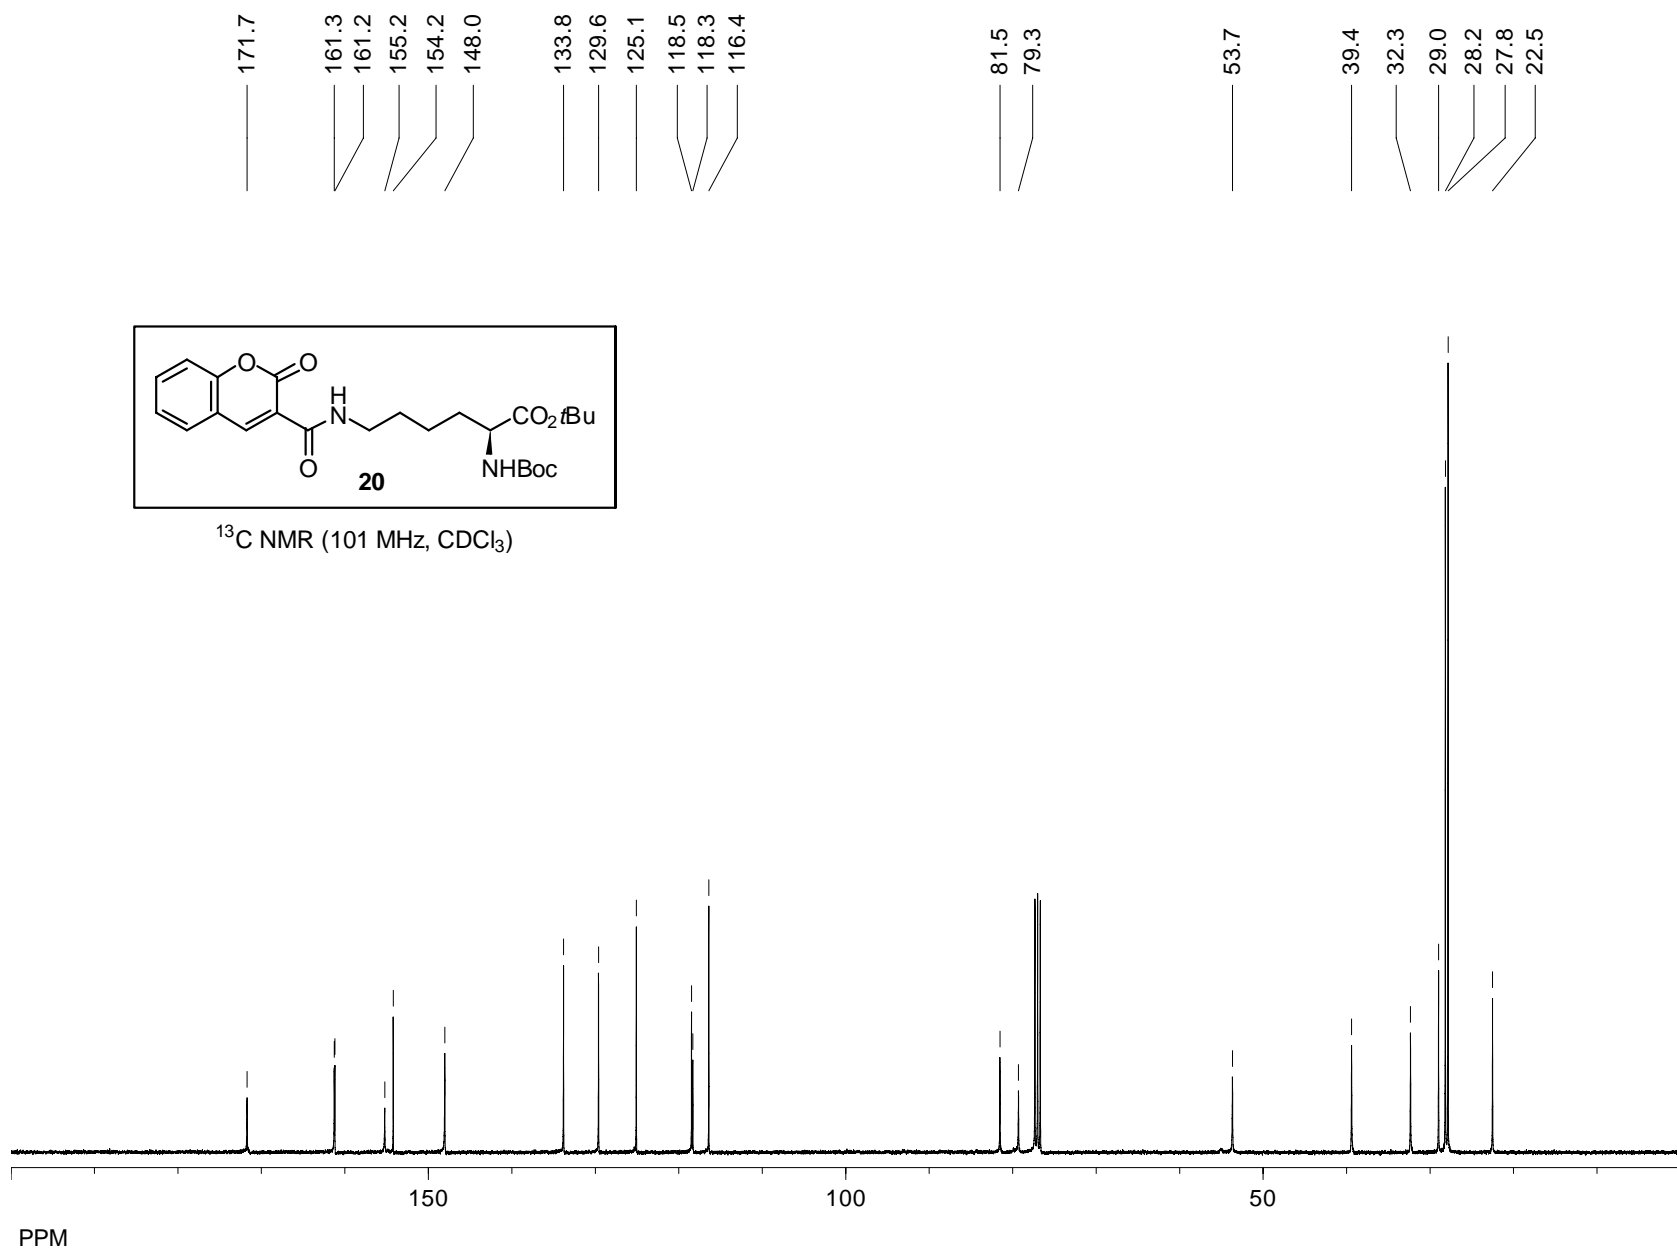 171.7 161.3 161.2 155.2 154.2 148.0 133.8 129.6 125.1 118.5 118.3 116.4 81.5 79.3 53.7 39.4 32.3 29.0 28.2 27.8 22.5
O O
H
N
CO₂tBu
O
NHBoc
20
¹³C NMR (101 MHz, CDCl₃)
150 100 50
PPM